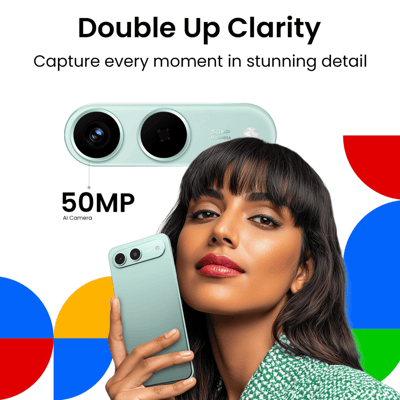 Double Up Clarity
Capture every moment in stunning detail
50MP
AI Camera